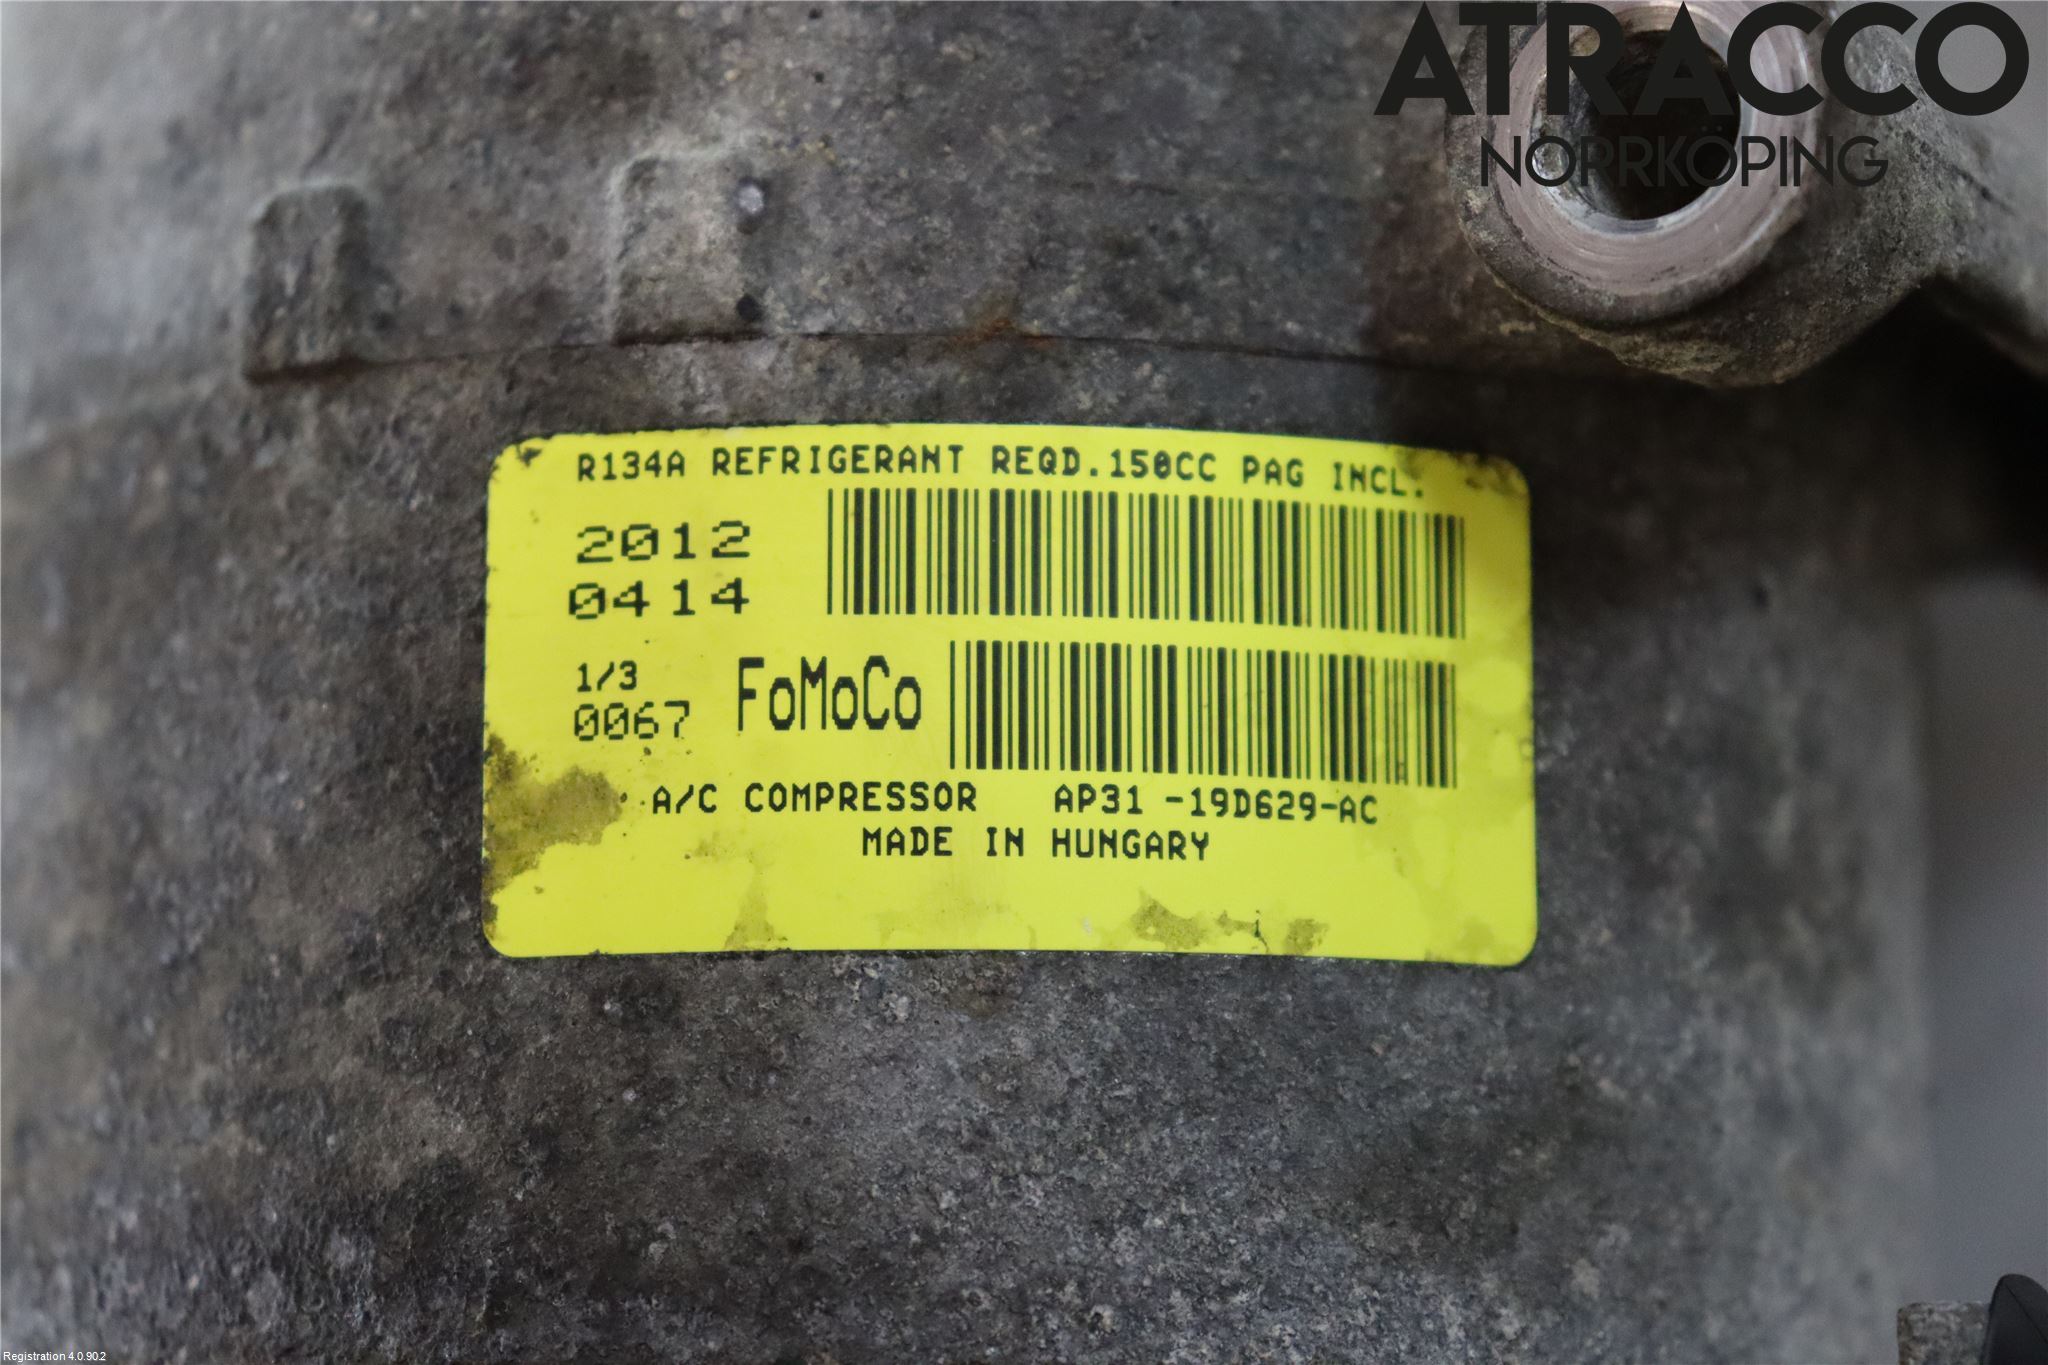 ATRACCO
NORRKÖPING
R134A REFRIGERANT REQD.150CC PAG INCL.
2012
0414
1/3
0067
FoMoCo
A/C COMPRESSOR AP31 -19D629-AC
MADE IN HUNGARY
Registration 4.0.90.2